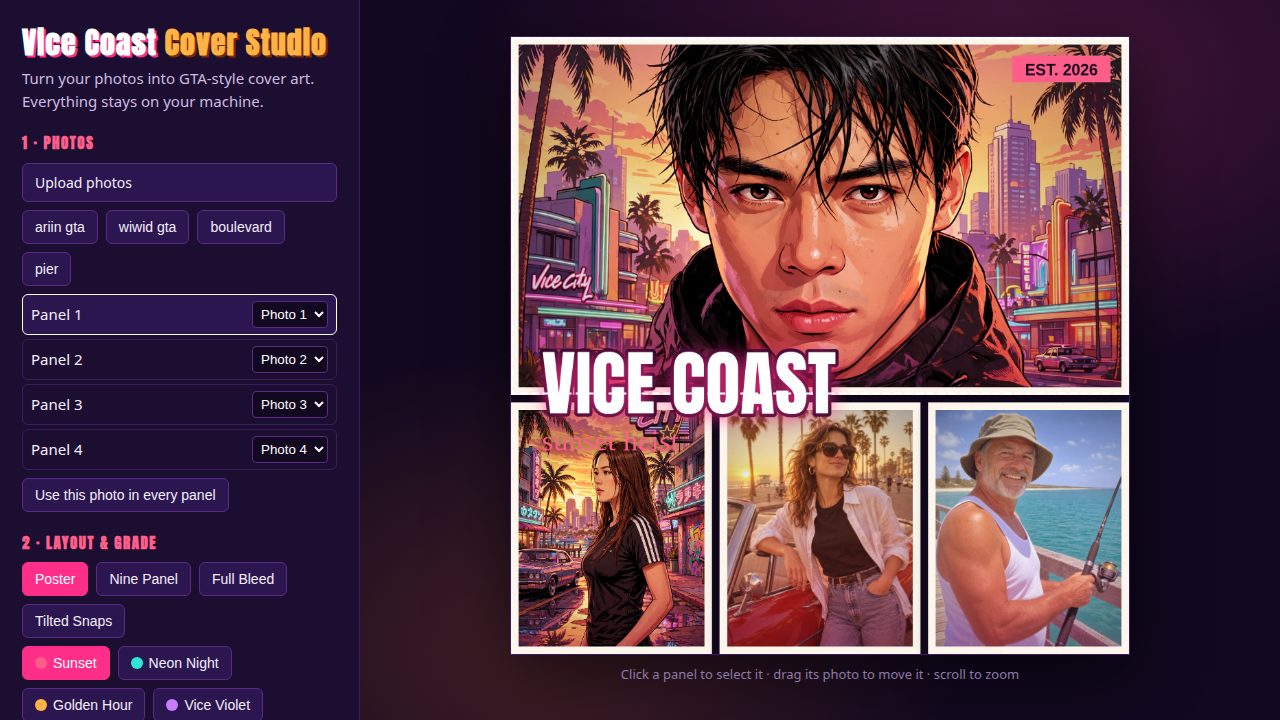 Vice Coast Cover Studio
Turn your photos into GTA-style cover art.
Everything stays on your machine.
1 · PHOTOS
Upload photos
ariin gta
wiwid gta
boulevard
pier
Panel 1
Photo 1
Panel 2
Photo 2
Panel 3
Photo 3
Panel 4
Photo 4
Use this photo in every panel
2 · LAYOUT & GRADE
Poster
Nine Panel
Full Bleed
Tilted Snaps
Sunset
Neon Night
Golden Hour
Vice Violet
EST. 2026
Vice City
VICE COAST
sunset heist
Click a panel to select it · drag its photo to move it · scroll to zoom